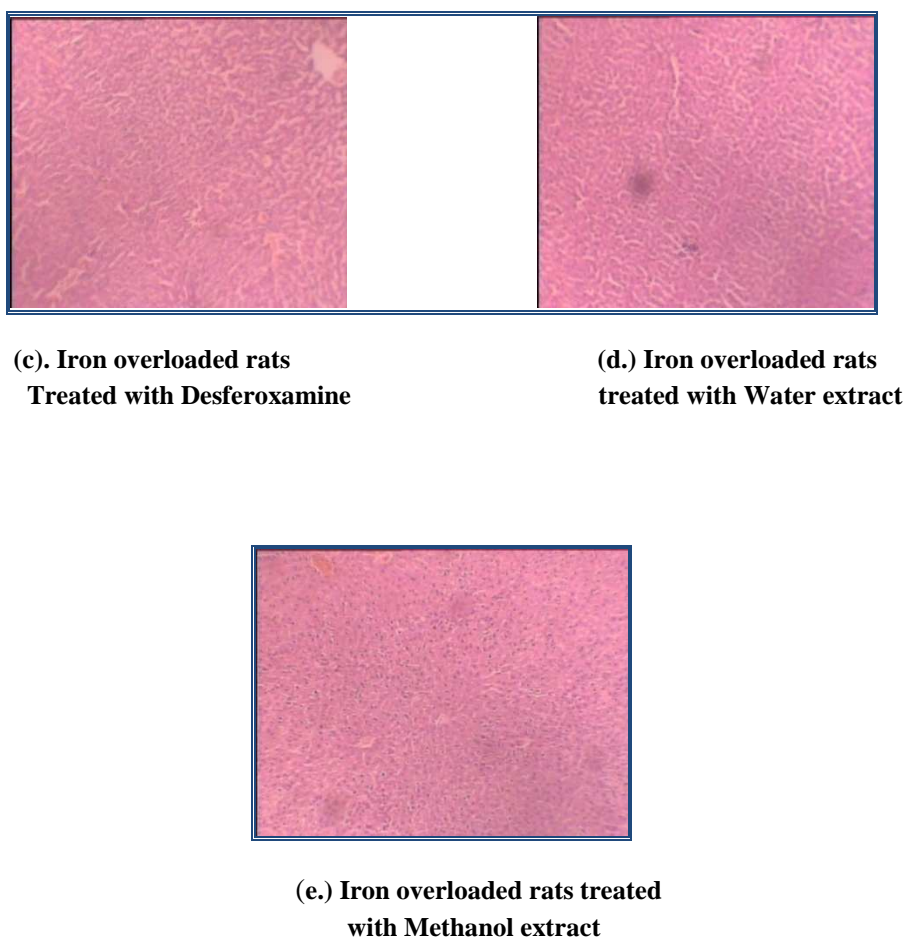 (c). Iron overloaded rats
Treated with Desferoxamine
(d.) Iron overloaded rats
treated with Water extract
(e.) Iron overloaded rats treated
with Methanol extract